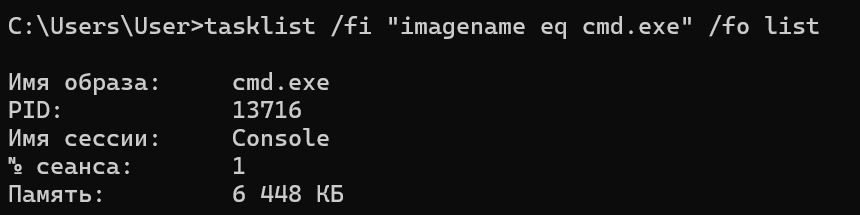 C:\Users\User>tasklist /fi "imagename eq cmd.exe" /fo list
Имя образа: cmd.exe
PID: 13716
Имя сессии: Console
№ сеанса: 1
Память: 6 448 КБ